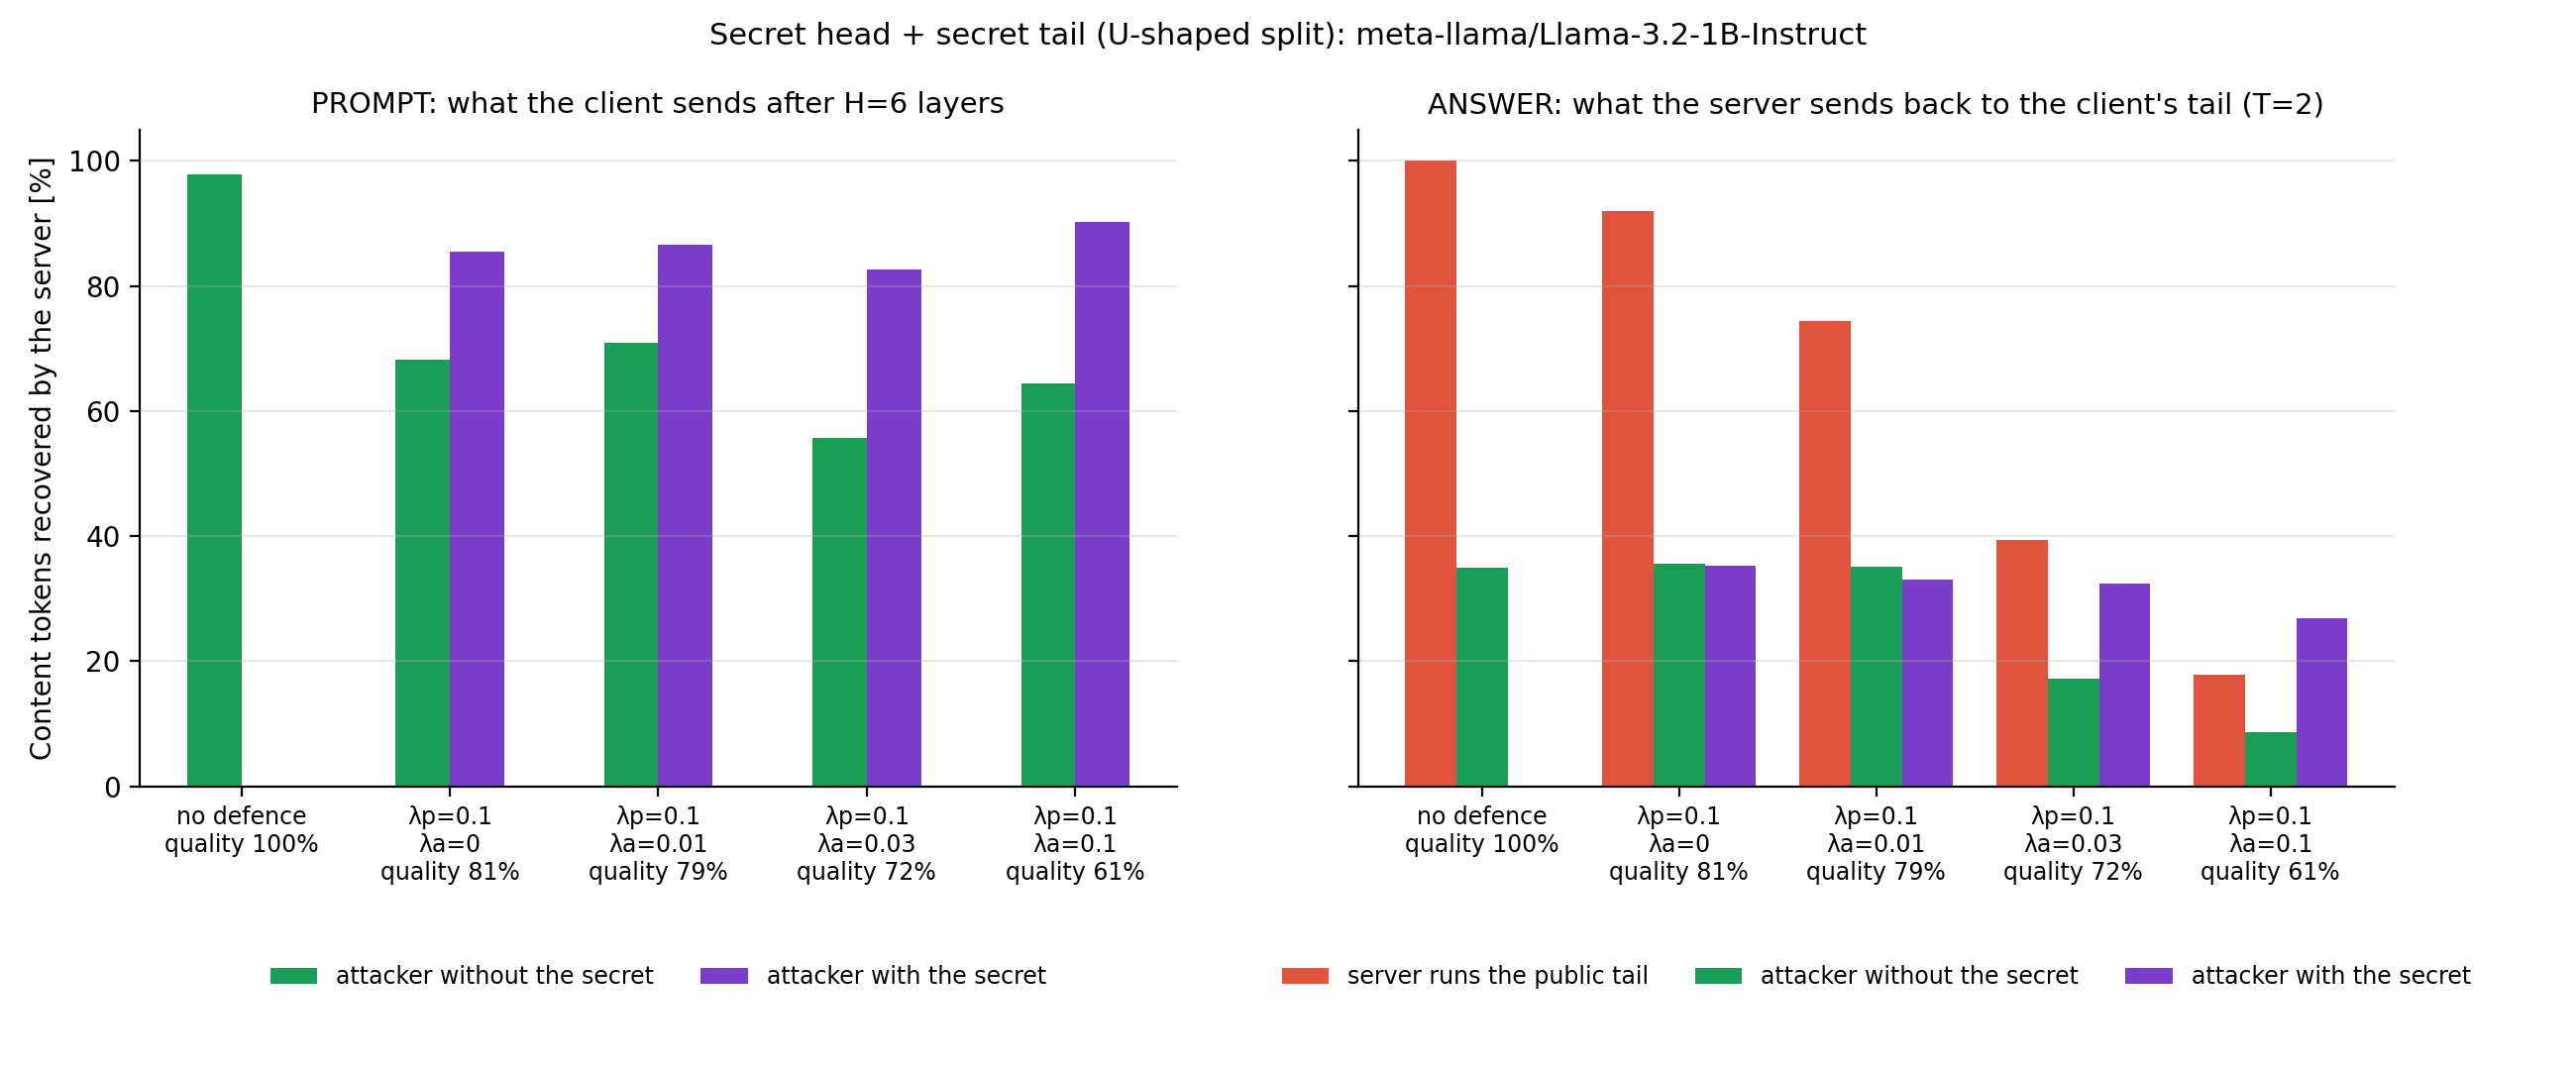 Secret head + secret tail (U-shaped split): meta-llama/Llama-3.2-1B-Instruct
PROMPT: what the client sends after H=6 layers
Content tokens recovered by the server [%]
100
80
60
40
20
0
no defence
quality 100%
λp=0.1
λa=0
quality 81%
λp=0.1
λa=0.01
quality 79%
λp=0.1
λa=0.03
quality 72%
λp=0.1
λa=0.1
quality 61%
attacker without the secret
attacker with the secret
ANSWER: what the server sends back to the client's tail (T=2)
no defence
quality 100%
λp=0.1
λa=0
quality 81%
λp=0.1
λa=0.01
quality 79%
λp=0.1
λa=0.03
quality 72%
λp=0.1
λa=0.1
quality 61%
server runs the public tail
attacker without the secret
attacker with the secret